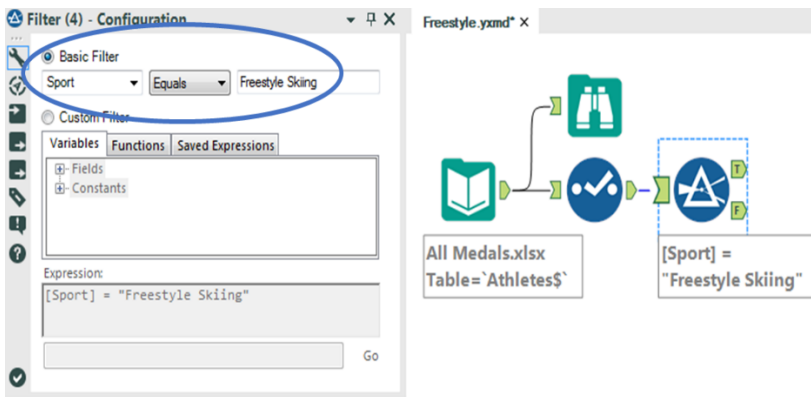 Filter (4) - Configuration
Basic Filter
Sport Equals Freestyle Skiing
Custom Filter
Variables Functions Saved Expressions
Fields
Constants
Expression:
[Sport] = "Freestyle Skiing"
Go
Freestyle.yxmd*
T
F
All Medals.xlsx
Table=`Athletes$`
[Sport] =
"Freestyle Skiing"